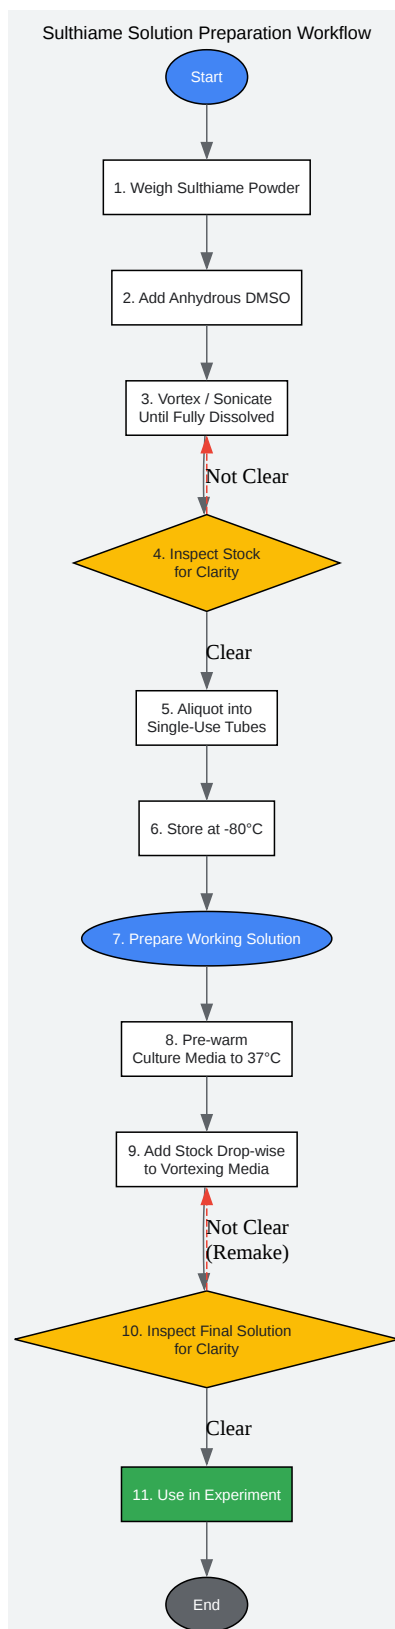 Sulthiame Solution Preparation Workflow
Start
1. Weigh Sulthiame Powder
2. Add Anhydrous DMSO
3. Vortex / Sonicate
Until Fully Dissolved
Not Clear
4. Inspect Stock
for Clarity
Clear
5. Aliquot into
Single-Use Tubes
6. Store at -80°C
7. Prepare Working Solution
8. Pre-warm
Culture Media to 37°C
9. Add Stock Drop-wise
to Vortexing Media
Not Clear
(Remake)
10. Inspect Final Solution
for Clarity
Clear
11. Use in Experiment
End